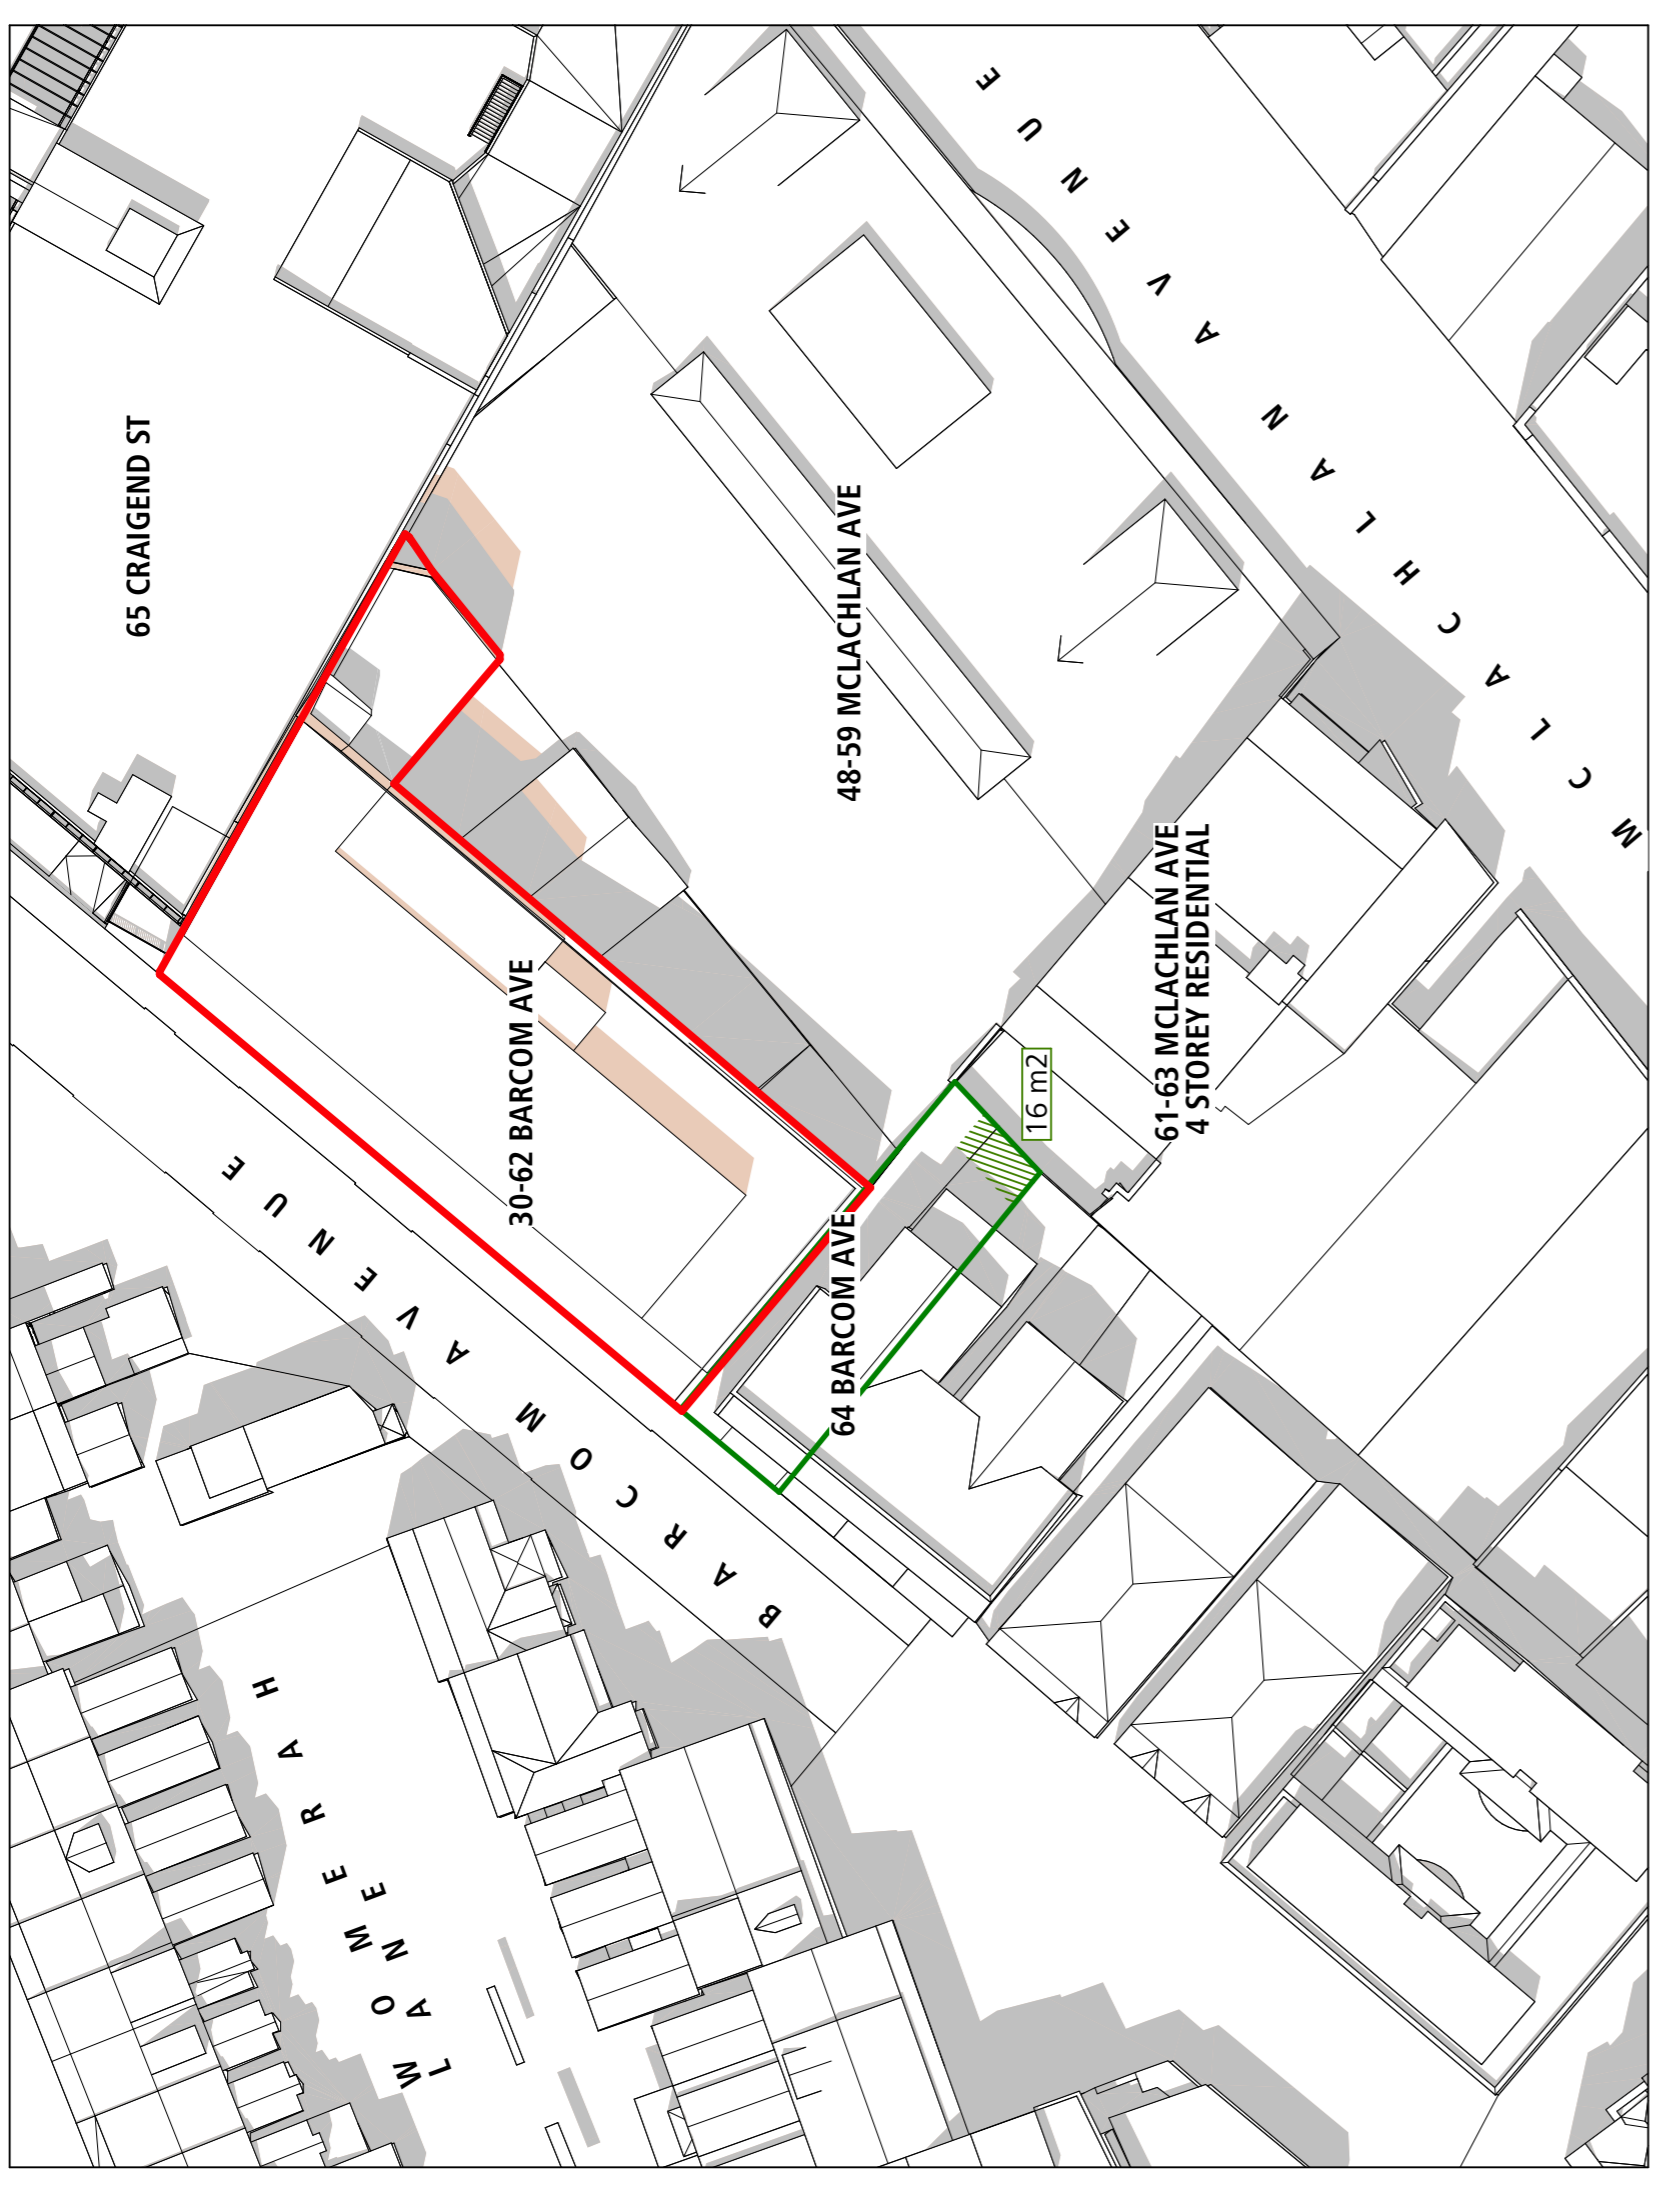 65 CRAIGEND ST
48-59 MCLACHLAN AVE
30-62 BARCOM AVE
64 BARCOM AVE
16 m2
61-63 MCLACHLAN AVE
4 STOREY RESIDENTIAL
MCLACHLAN AVENUE
BARCOM AVENUE
WOMERAH
LANE